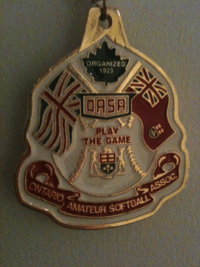 ORGANIZED
1923
OASA
PLAY
THE GAME
ONTARIO AMATEUR SOFTBALL ASSOC.